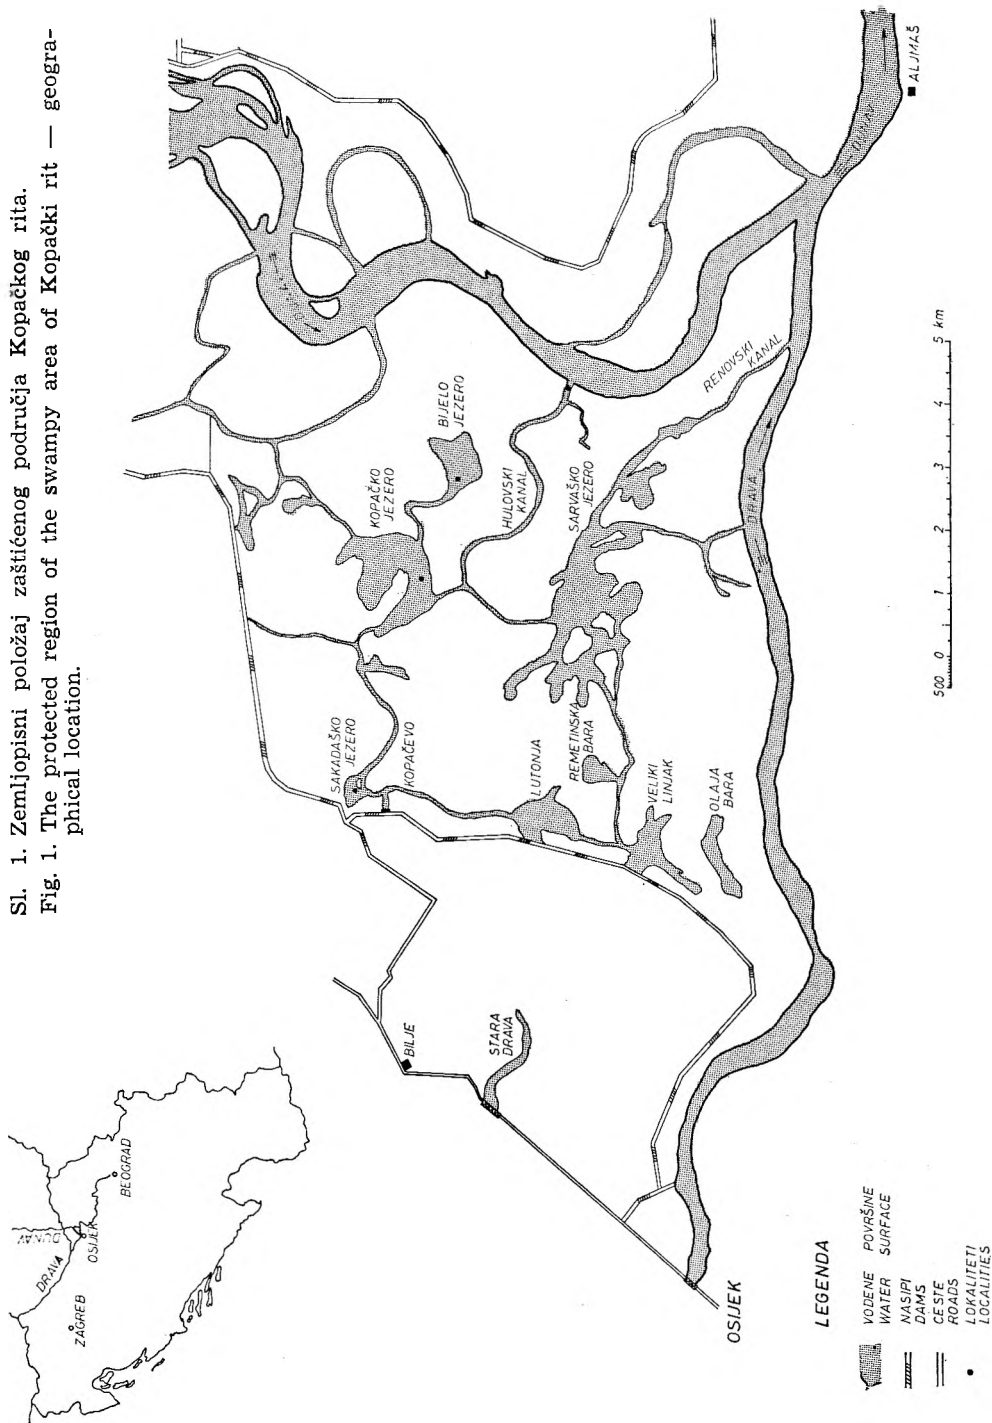 Sl. 1. Zemljopisni položaj zaštićenog područja Kopačkog rita.
Fig. 1. The protected region of the swampy area of Kopački rit — geogra-
phical location.
ZAGREB
DRAVA
DUNAV
OSIJEK
BEOGRAD
DUNAV
KOPAČKO
JEZERO
BIJELO
JEZERO
SAKADAŠKO
JEZERO
KOPAČEVO
HULOVSKI
KANAL
SARVAŠKO
JEZERO
RENOVSKI
KANAL
DUNAV
ALJMAŠ
BILJE
STARA
DRAVA
LUTONJA
REMETINSKA
BARA
VELIKI
LINJAK
OLAJA
BARA
DRAVA
OSIJEK
500 0 1 2 3 4 5 km
LEGENDA
VODENE POVRŠINE
WATER SURFACE
NASIPI
DAMS
CESTE
ROADS
LOKALITETI
LOCALITIES